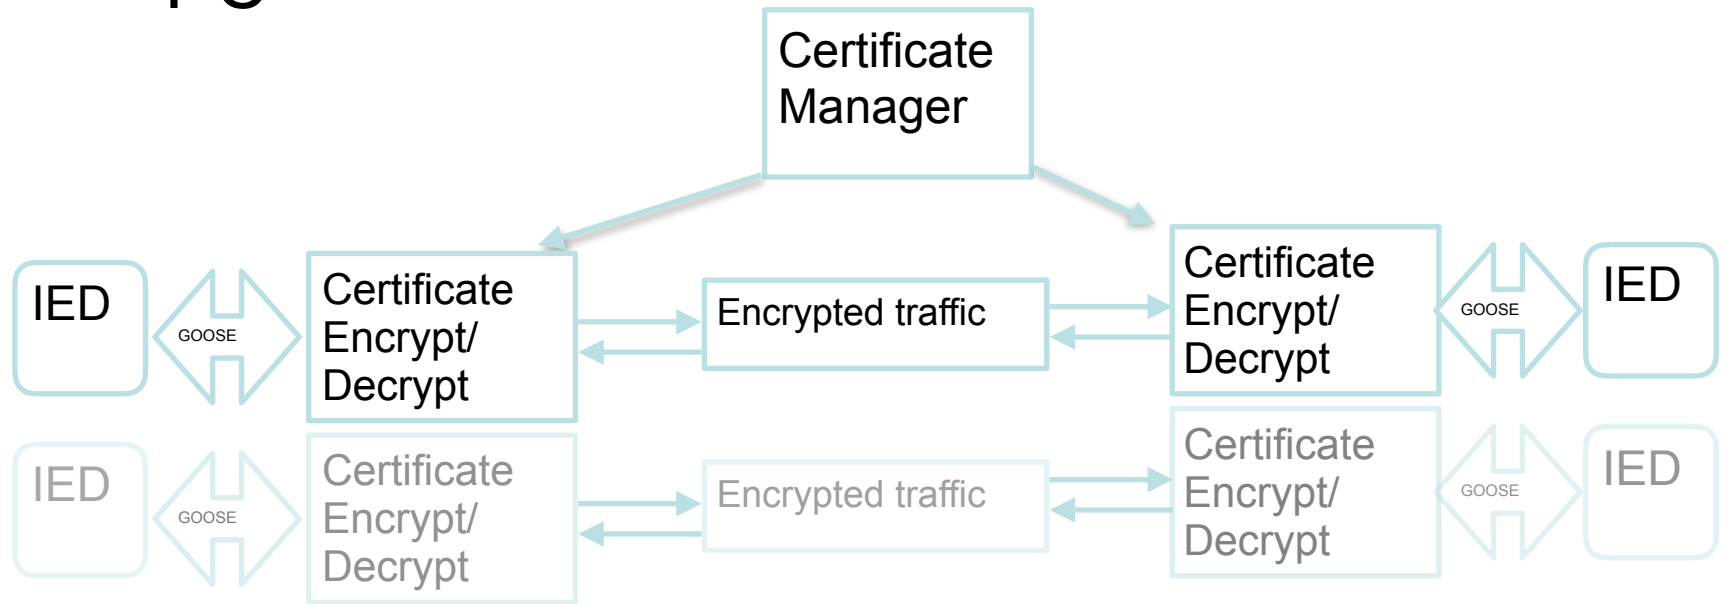 Certificate
Manager
IED
GOOSE
Certificate
Encrypt/
Decrypt
Encrypted traffic
Certificate
Encrypt/
Decrypt
GOOSE
IED
IED
GOOSE
Certificate
Encrypt/
Decrypt
Encrypted traffic
Certificate
Encrypt/
Decrypt
GOOSE
IED